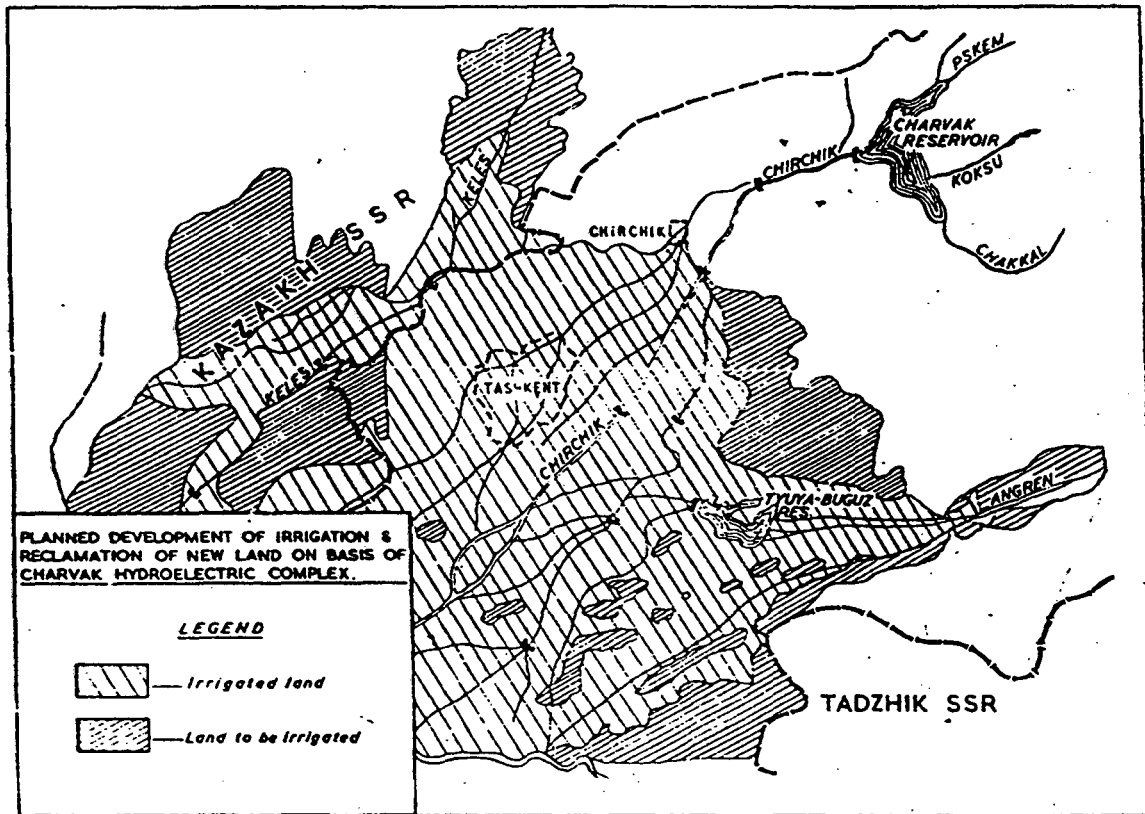 PSKEM
CHARVAK
RESERVOIR
CHIRCHIK
KOKSU
CHAKKAL
KELES
CHIRCHIK
KAZAKH SSR
KELES
TASHKENT
CHIRCHIK
TYUYA-BUGUZ
RES.
ANGREN
TADZHIK SSR
PLANNED DEVELOPMENT OF IRRIGATION &
RECLAMATION OF NEW LAND ON BASIS OF
CHARVAK HYDROELECTRIC COMPLEX.
LEGEND
Irrigated land
Land to be irrigated